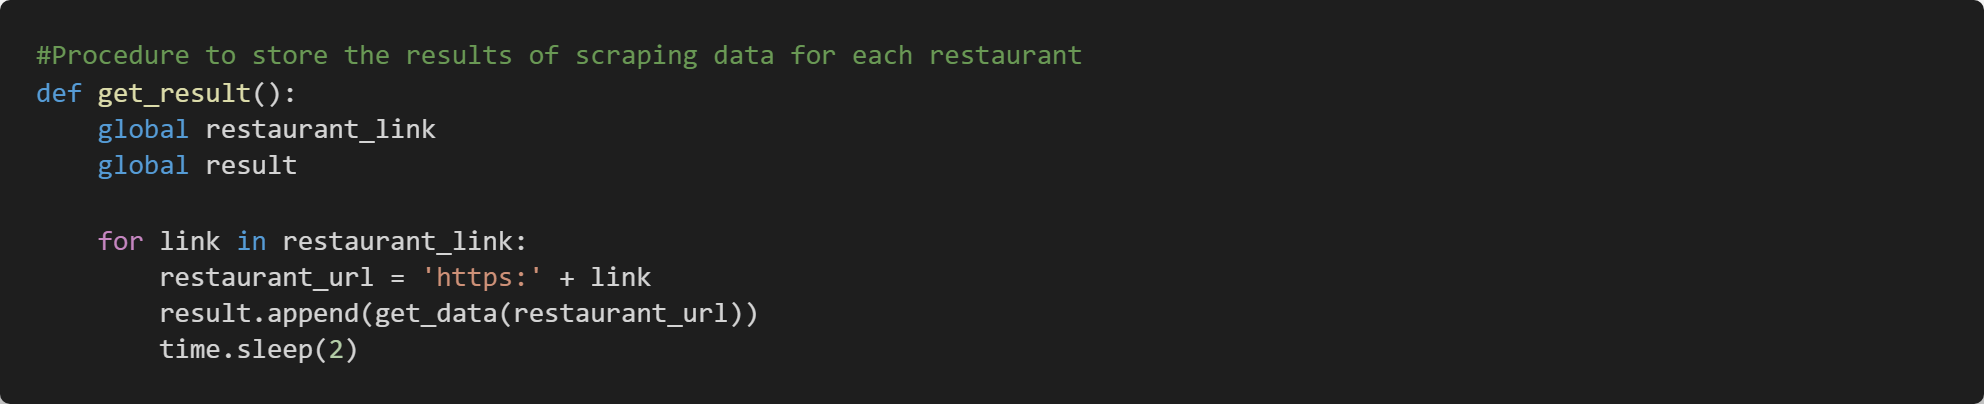 #Procedure to store the results of scraping data for each restaurant
def get_result():
    global restaurant_link
    global result

    for link in restaurant_link:
        restaurant_url = 'https:' + link
        result.append(get_data(restaurant_url))
        time.sleep(2)